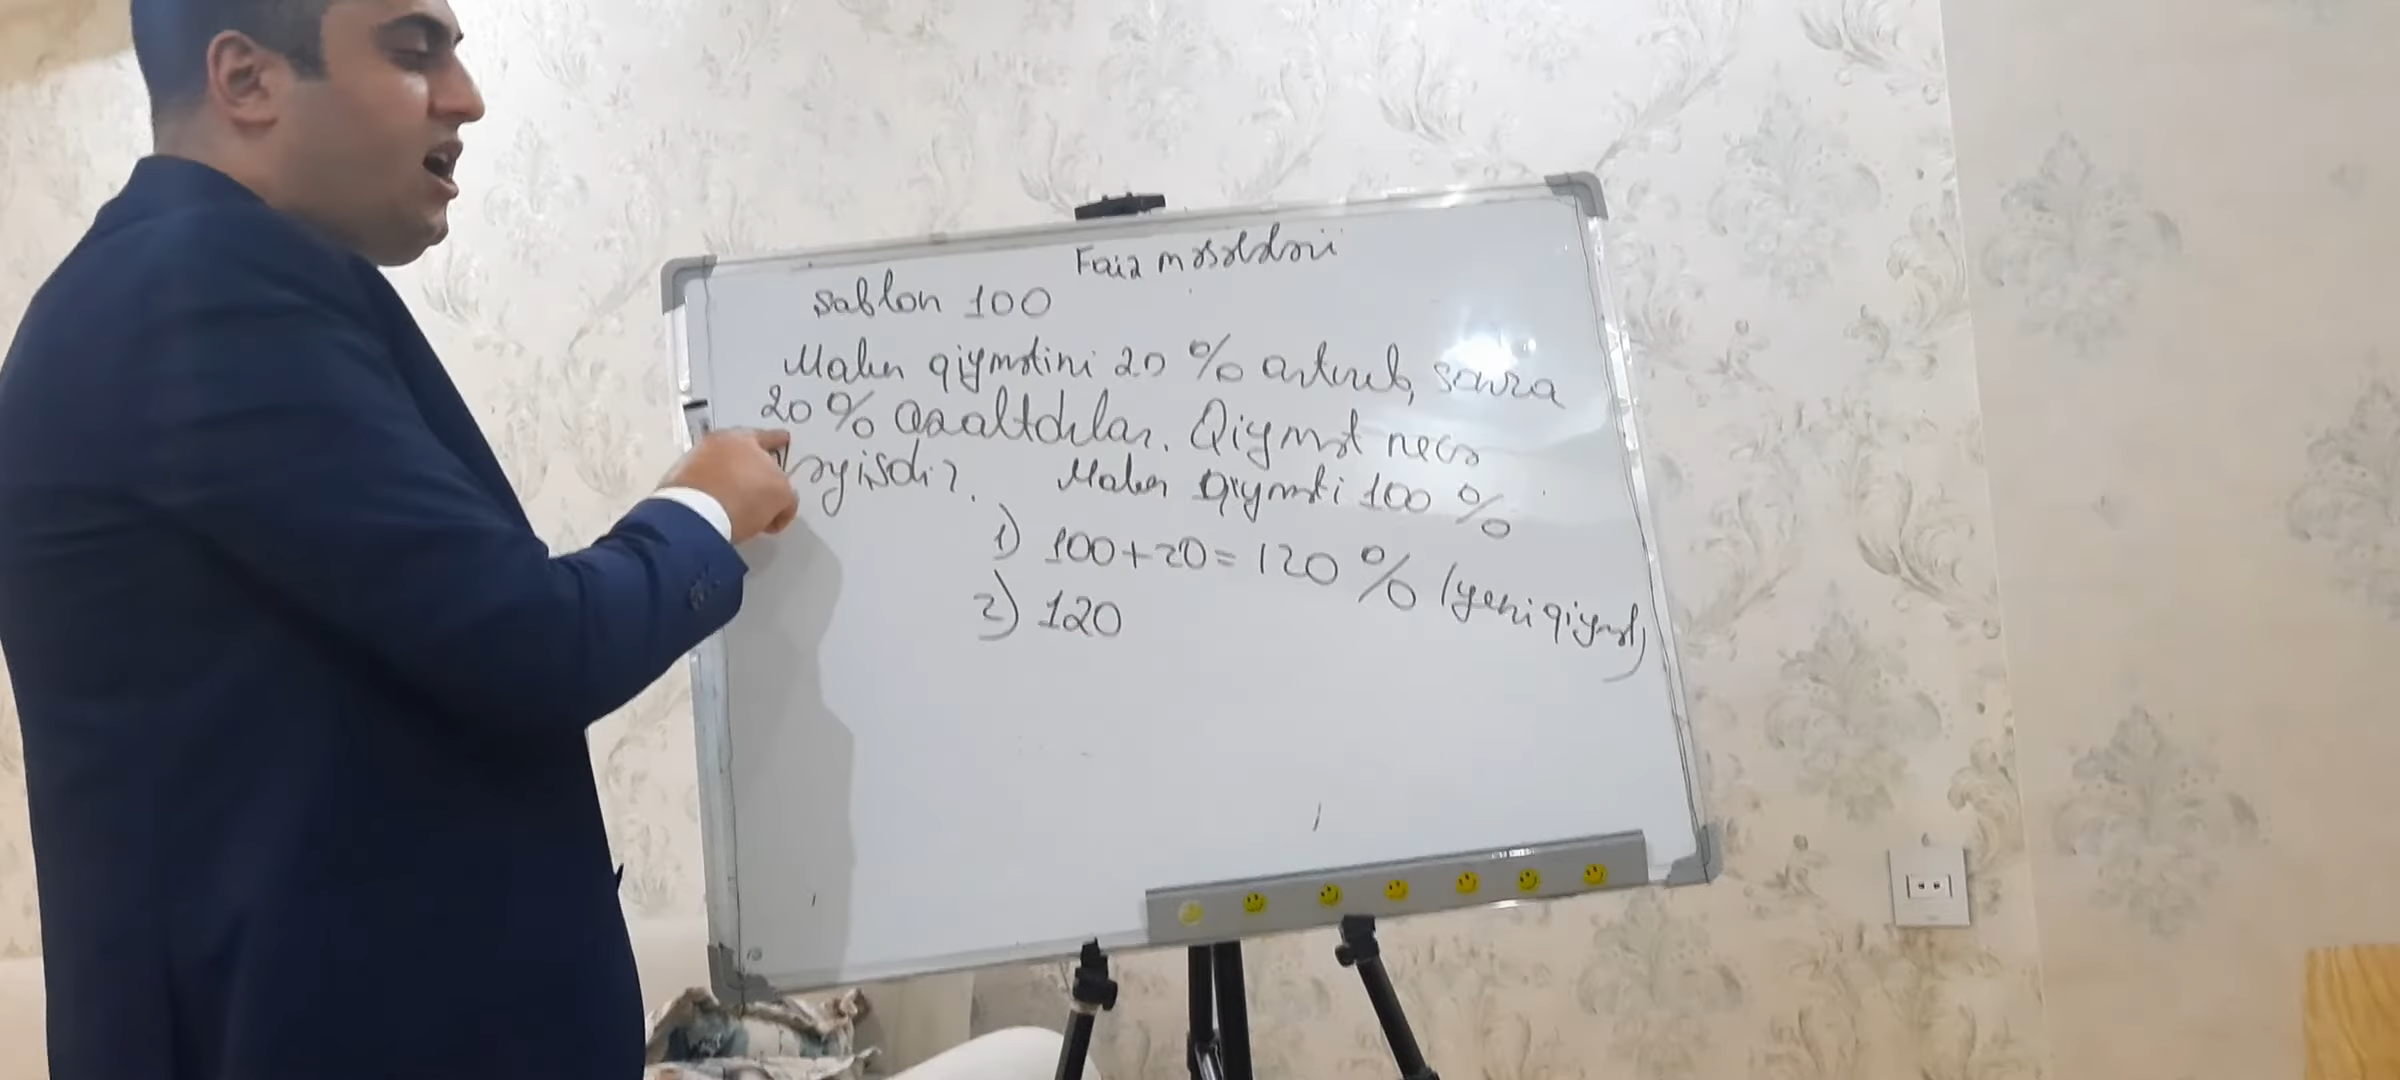 Faiz məsələləri
Şablon 100
Malın qiymətini 20 % artırıb, sonra
20% azaltdılar. Qiymət necə
dəyişdi?
Malın qiyməti 100 %
1) 100+20=120 % (yeni qiymət)
2) 120